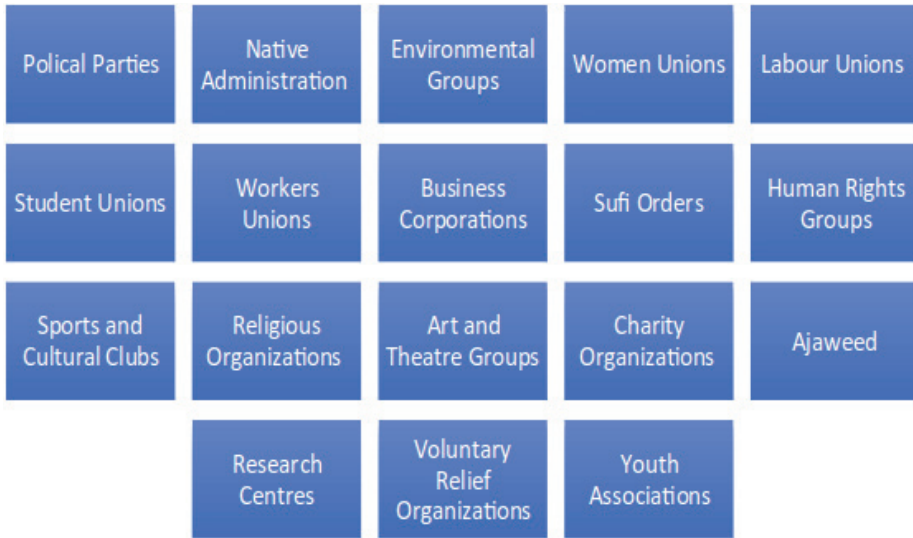 Polical Parties
Native
Administration
Environmental
Groups
Women Unions
Labour Unions
Student Unions
Workers
Unions
Business
Corporations
Sufi Orders
Human Rights
Groups
Sports and
Cultural Clubs
Religious
Organizations
Art and
Theatre Groups
Charity
Organizations
Ajaweed
Research
Centres
Voluntary
Relief
Organizations
Youth
Associations